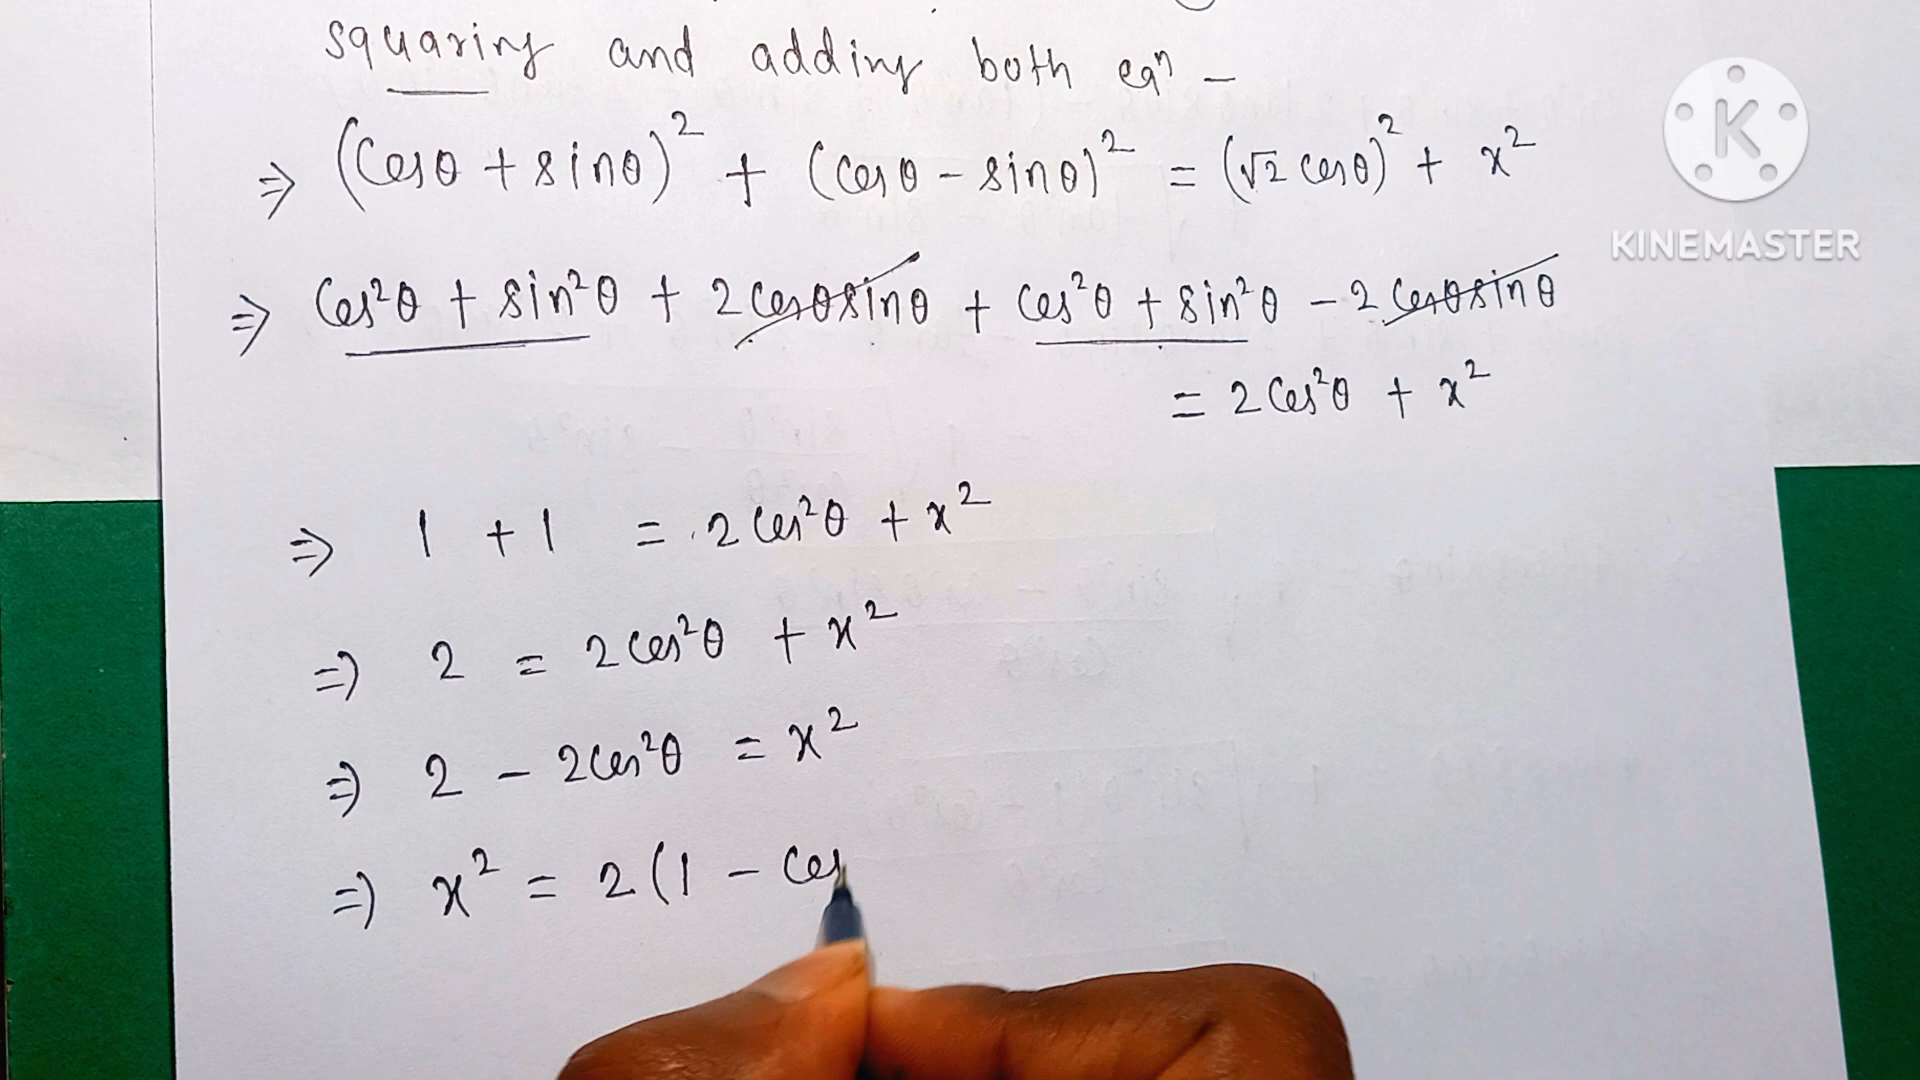 squaring and adding both eqⁿ –
⇒ (cosθ + sinθ)² + (cosθ - sinθ)² = (√2 cosθ)² + x²
K
KINEMASTER
⇒ cos²θ + sin²θ + 2cosθsinθ + cos²θ + sin²θ - 2cosθsinθ
= 2cos²θ + x²
⇒ 1 + 1 = 2cos²θ + x²
⇒ 2 = 2cos²θ + x²
⇒ 2 - 2cos²θ = x²
⇒ x² = 2(1 - cos